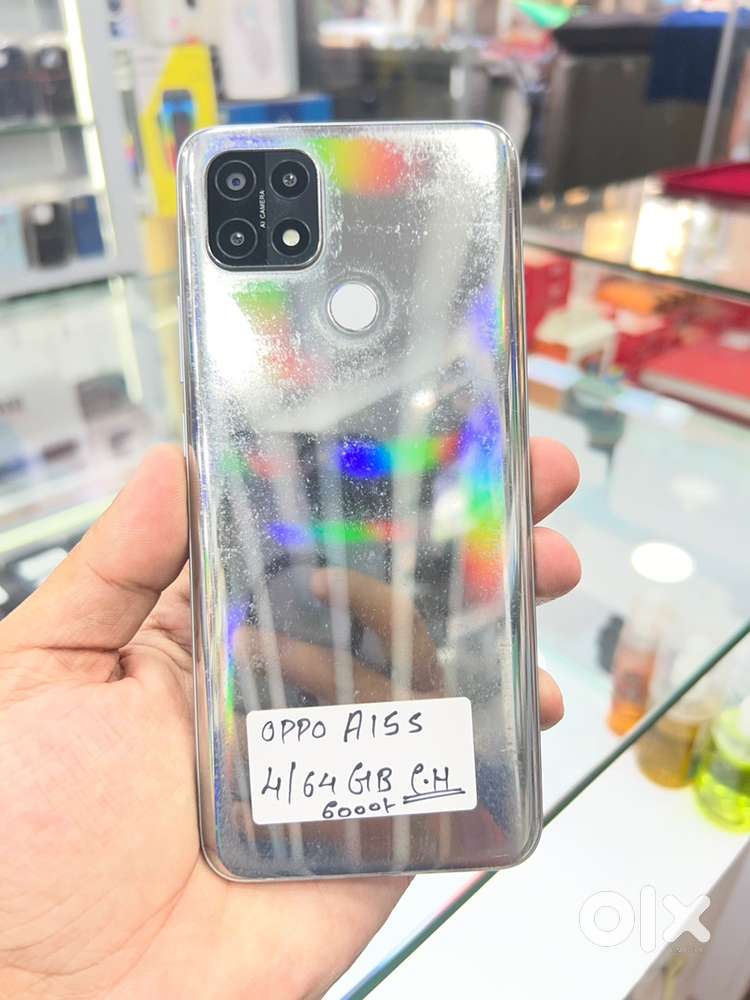 AI CAMERA
OPPO A15S
4/64 GB C.H
6000/-
olx